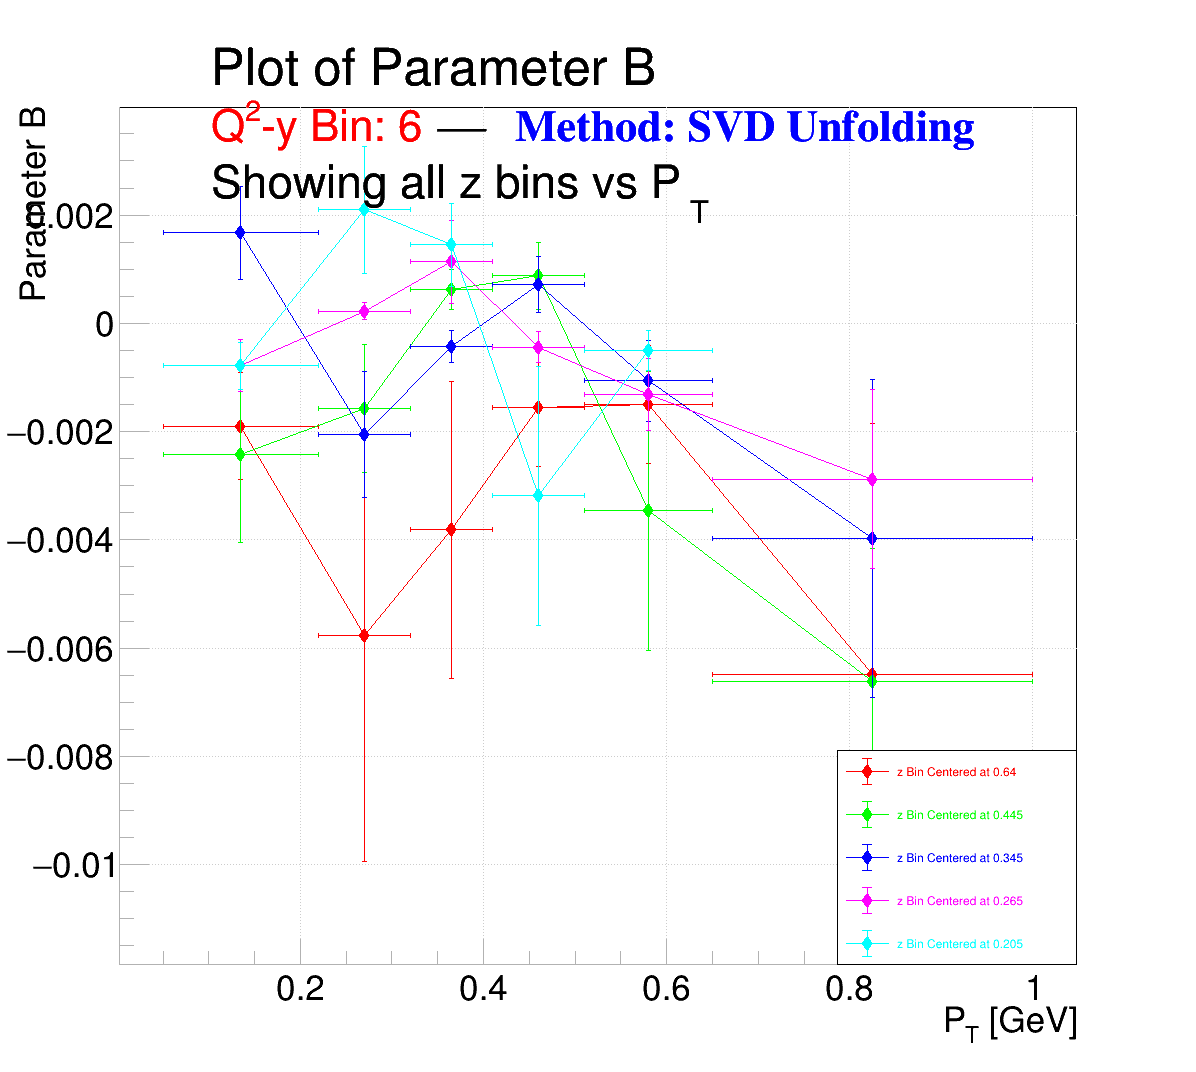 Plot of Parameter B
Q²-y Bin: 6 — Method: SVD Unfolding
Showing all z bins vs P_T
Parameter B
0.002
0
−0.002
−0.004
−0.006
−0.008
−0.01
z Bin Centered at 0.64
z Bin Centered at 0.445
z Bin Centered at 0.345
z Bin Centered at 0.265
z Bin Centered at 0.205
0.2 0.4 0.6 0.8 1
P_T [GeV]